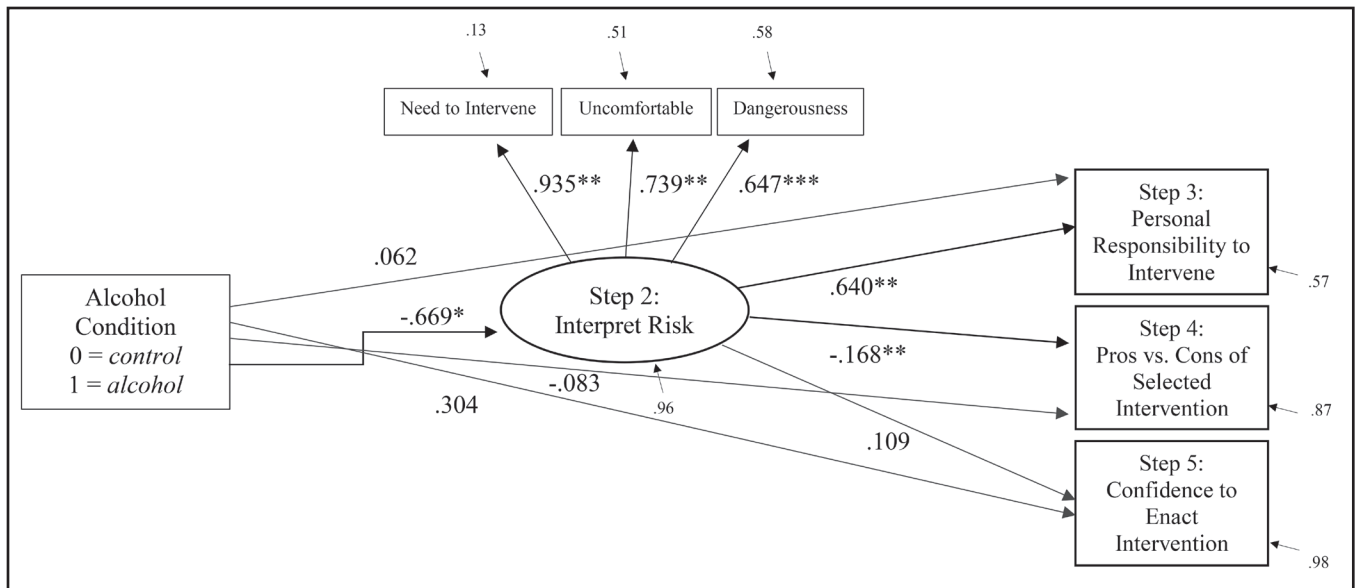 .13
.51
.58
Need to Intervene
Uncomfortable
Dangerousness
.935**
.739**
.647***
Step 3:
Personal
Responsibility to
Intervene
.57
.062
Alcohol
Condition
0 = control
1 = alcohol
-.669*
Step 2:
Interpret Risk
.96
.640**
-.168**
-.083
.304
.109
Step 4:
Pros vs. Cons of
Selected
Intervention
.87
Step 5:
Confidence to
Enact
Intervention
.98